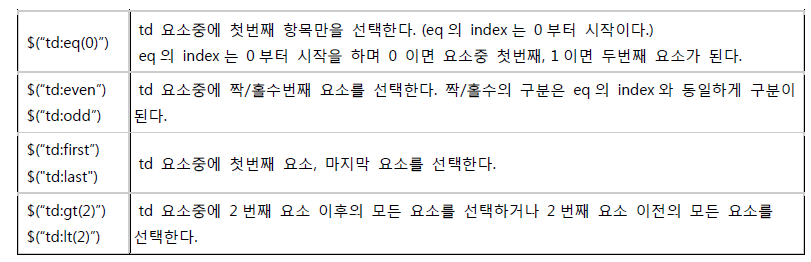 $(“td:eq(0)”)
td 요소중에 첫번째 항목만을 선택한다. (eq 의 index 는 0 부터 시작이다.)
eq 의 index 는 0 부터 시작을 하며 0 이면 요소중 첫번째, 1 이면 두번째 요소가 된다.
$(“td:even”)
$(“td:odd”)
td 요소중에 짝/홀수번째 요소를 선택한다. 짝/홀수의 구분은 eq 의 index 와 동일하게 구분이
된다.
$(“td:first”)
$("td:last")
td 요소중에 첫번째 요소, 마지막 요소를 선택한다.
$(“td:gt(2)”)
$(“td:lt(2)”)
td 요소중에 2 번째 요소 이후의 모든 요소를 선택하거나 2 번째 요소 이전의 모든 요소를
선택한다.